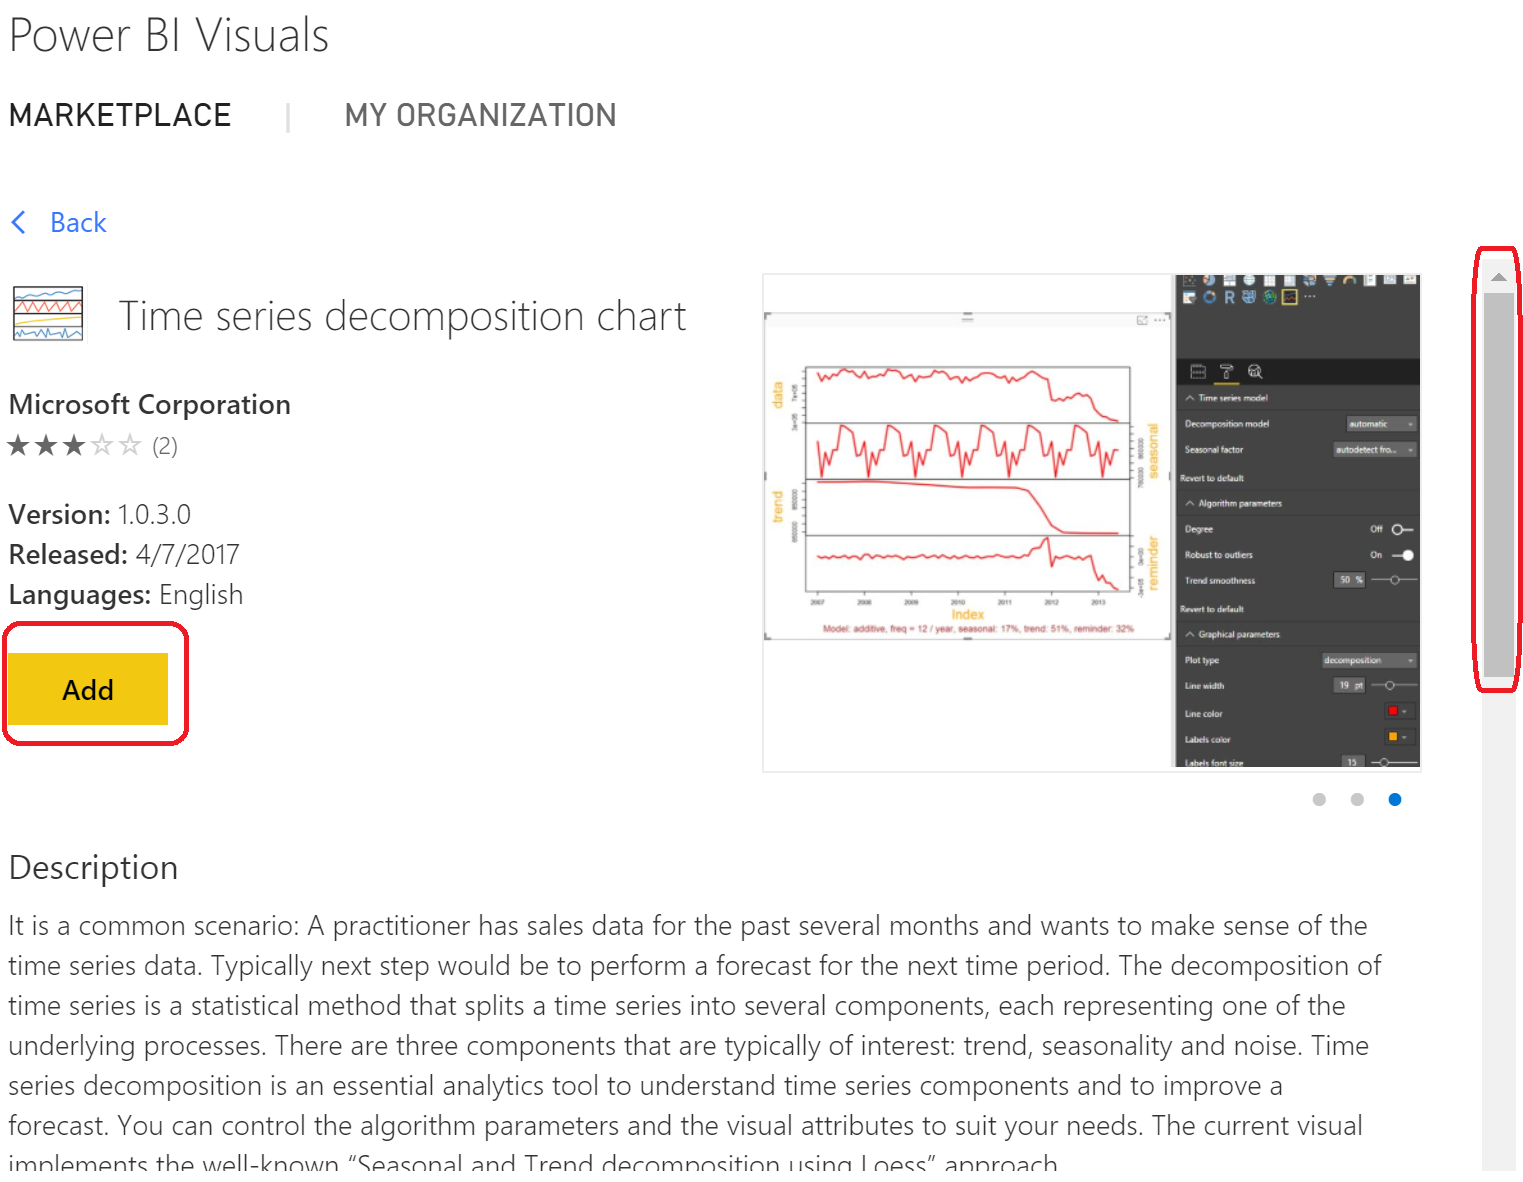 Power BI Visuals
MARKETPLACE | MY ORGANIZATION
Back
Time series decomposition chart
Microsoft Corporation
(2)
Version: 1.0.3.0
Released: 4/7/2017
Languages: English
Add
data
1e+05
3e+05
seasonal
trend
reminder
0e+00
2007 2008 2009 2010 2011 2012 2013
Index
Model: additive, freq = 12 / year, seasonal: 17%, trend: 51%, reminder: 32%
R
Time series model
Decomposition model automatic
Seasonal factor autodetect fro...
Revert to default
Algorithm parameters
Degree Off
Robust to outliers On
Trend smoothness 50 %
Revert to default
Graphical parameters
Plot type decomposition
Line width 19 pt
Line color
Labels color
Labels font size 15
Description
It is a common scenario: A practitioner has sales data for the past several months and wants to make sense of the
time series data. Typically next step would be to perform a forecast for the next time period. The decomposition of
time series is a statistical method that splits a time series into several components, each representing one of the
underlying processes. There are three components that are typically of interest: trend, seasonality and noise. Time
series decomposition is an essential analytics tool to understand time series components and to improve a
forecast. You can control the algorithm parameters and the visual attributes to suit your needs. The current visual
implements the well-known “Seasonal and Trend decomposition using Loess” approach